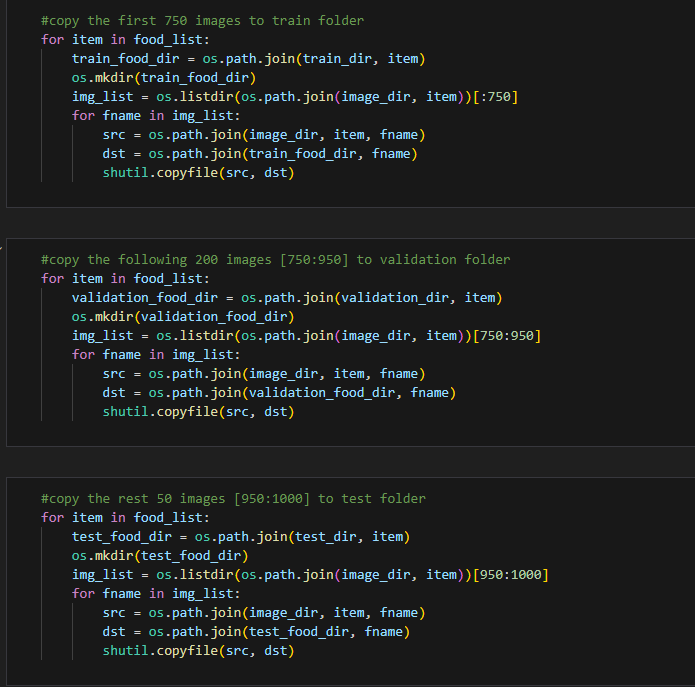 #copy the first 750 images to train folder
for item in food_list:
    train_food_dir = os.path.join(train_dir, item)
    os.mkdir(train_food_dir)
    img_list = os.listdir(os.path.join(image_dir, item))[:750]
    for fname in img_list:
        src = os.path.join(image_dir, item, fname)
        dst = os.path.join(train_food_dir, fname)
        shutil.copyfile(src, dst)
#copy the following 200 images [750:950] to validation folder
for item in food_list:
    validation_food_dir = os.path.join(validation_dir, item)
    os.mkdir(validation_food_dir)
    img_list = os.listdir(os.path.join(image_dir, item))[750:950]
    for fname in img_list:
        src = os.path.join(image_dir, item, fname)
        dst = os.path.join(validation_food_dir, fname)
        shutil.copyfile(src, dst)
#copy the rest 50 images [950:1000] to test folder
for item in food_list:
    test_food_dir = os.path.join(test_dir, item)
    os.mkdir(test_food_dir)
    img_list = os.listdir(os.path.join(image_dir, item))[950:1000]
    for fname in img_list:
        src = os.path.join(image_dir, item, fname)
        dst = os.path.join(test_food_dir, fname)
        shutil.copyfile(src, dst)